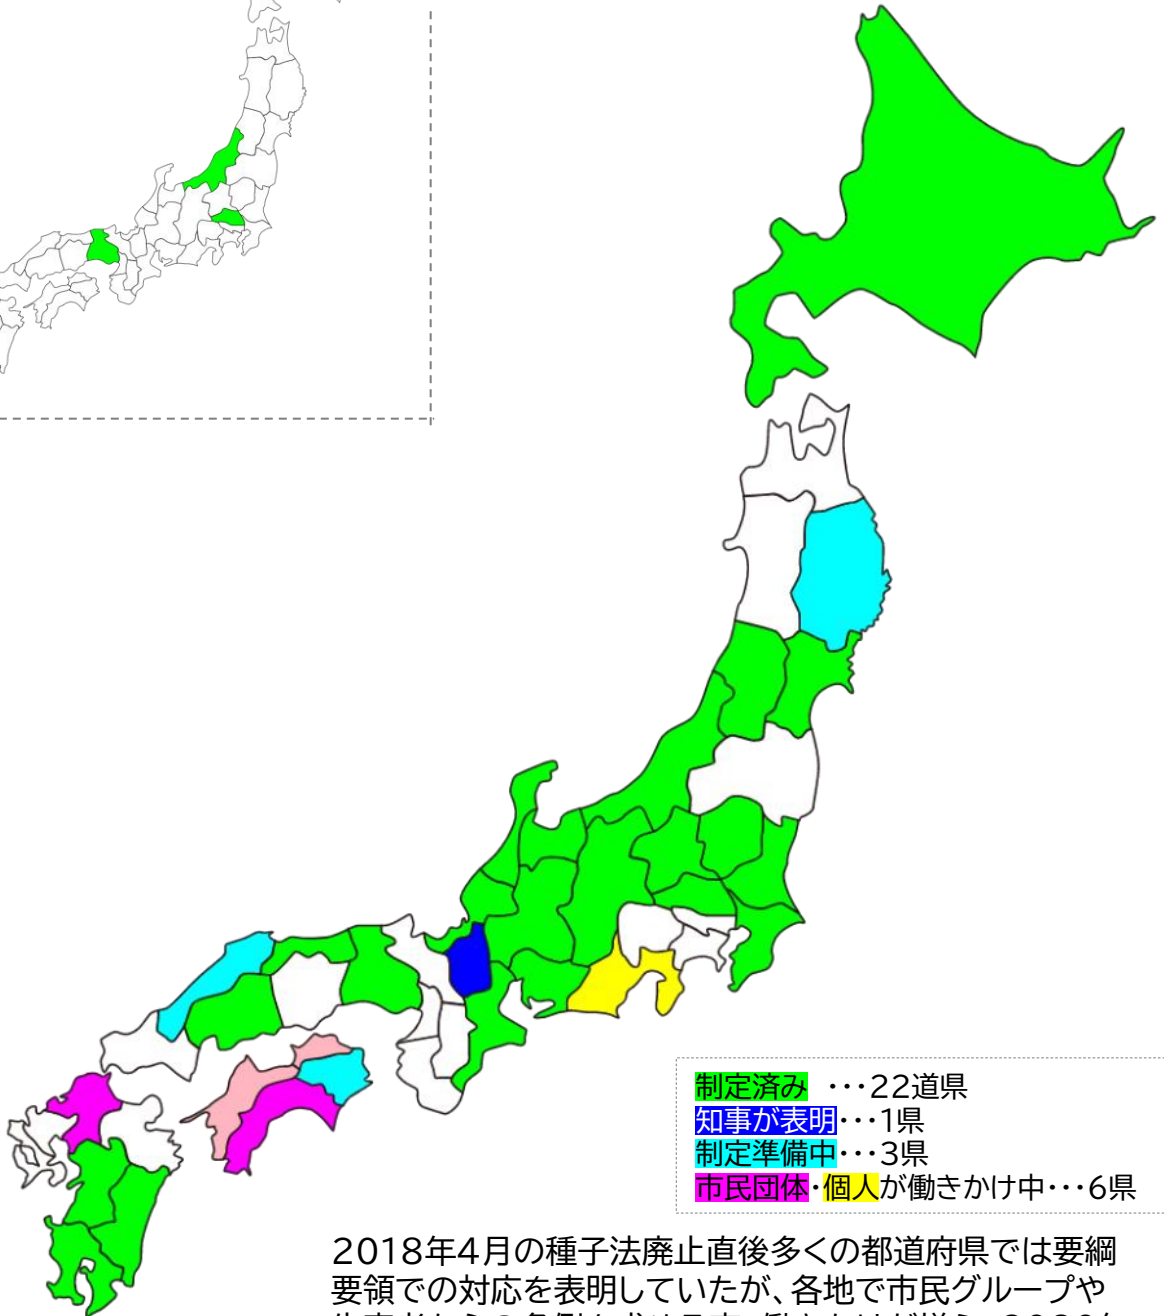 制定済み ・・・22道県
知事が表明・・・1県
制定準備中・・・3県
市民団体・個人が働きかけ中・・・6県
2018年4月の種子法廃止直後多くの都道府県では要綱
要領での対応を表明していたが、各地で市民グループや